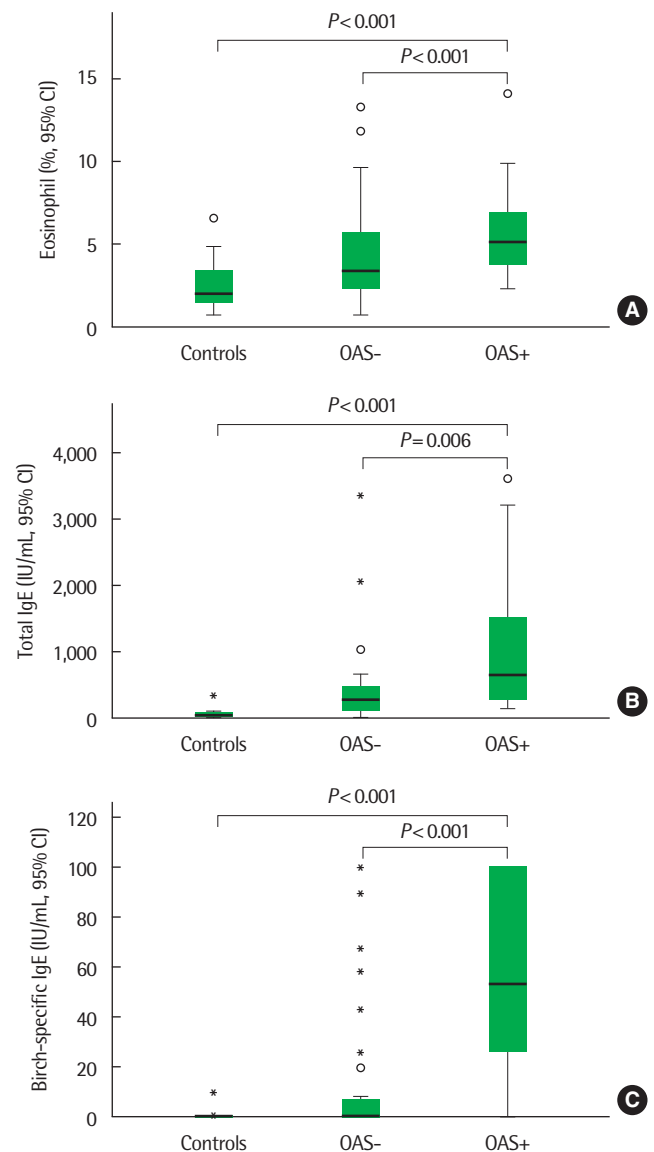 P< 0.001
P< 0.001
15
10
5
0
Eosinophil (%, 95% CI)
Controls OAS- OAS+
A
P< 0.001
P= 0.006
4,000
3,000
2,000
1,000
0
Total IgE (IU/mL, 95% CI)
Controls OAS- OAS+
B
P< 0.001
P< 0.001
120
100
80
60
40
20
0
Birch-specific IgE (IU/mL, 95% CI)
Controls OAS- OAS+
C